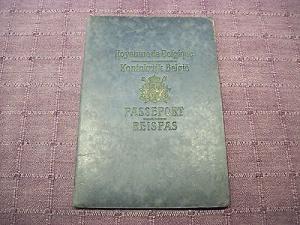 Royaume de Belgique
Koninkrijk België
PASSEPORT
REISPAS